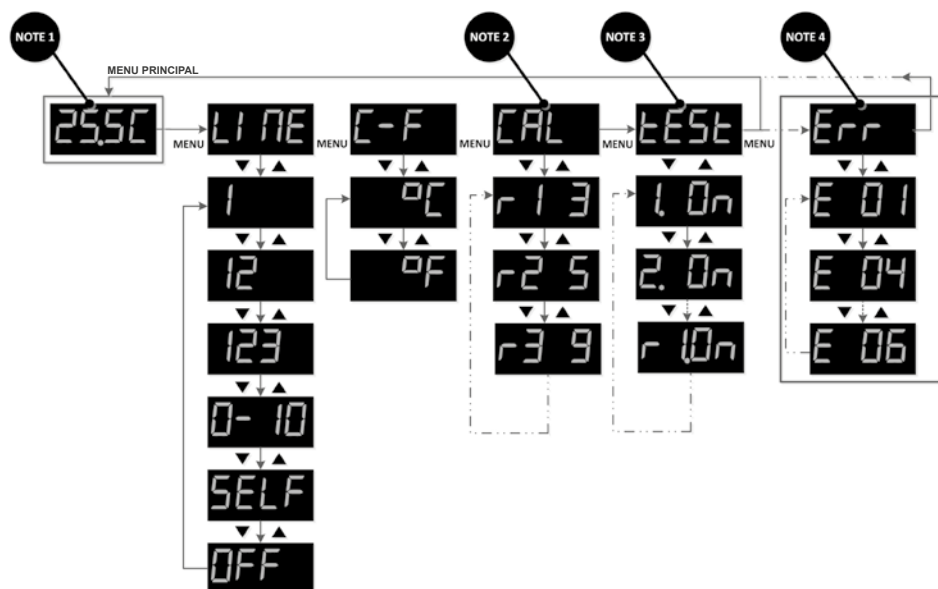 NOTE 1
NOTE 2
NOTE 3
NOTE 4
MENU PRINCIPAL
25.5C
MENU
LINE
MENU
C-F
MENU
CAL
MENU
tESt
MENU
Err
▼ ▲
▼ ▲
▼ ▲
▼ ▲
▼ ▲
1
°C
r1 3
1. On
E 01
▼ ▲
▼ ▲
▼ ▲
▼ ▲
▼ ▲
12
°F
r2 5
2. On
E 04
▼ ▲
▼ ▲
▼ ▲
▼ ▲
123
r3 9
r 1.On
E 06
▼ ▲
0- 10
▼ ▲
SELF
▼ ▲
OFF